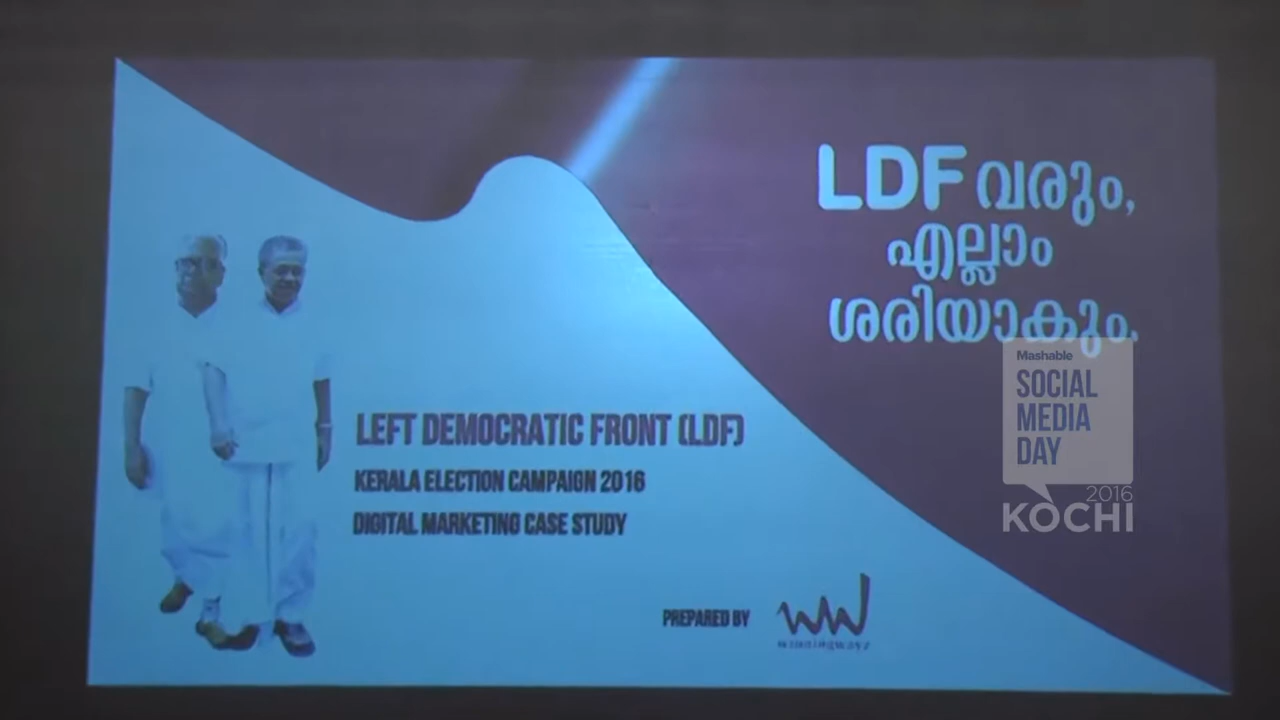 LDF വരും,
എല്ലാം
ശരിയാകും.
Mashable
SOCIAL
MEDIA
DAY
2016
KOCHI
LEFT DEMOCRATIC FRONT (LDF)
KERALA ELECTION CAMPAIGN 2016
DIGITAL MARKETING CASE STUDY
PREPARED BY
winningwayz